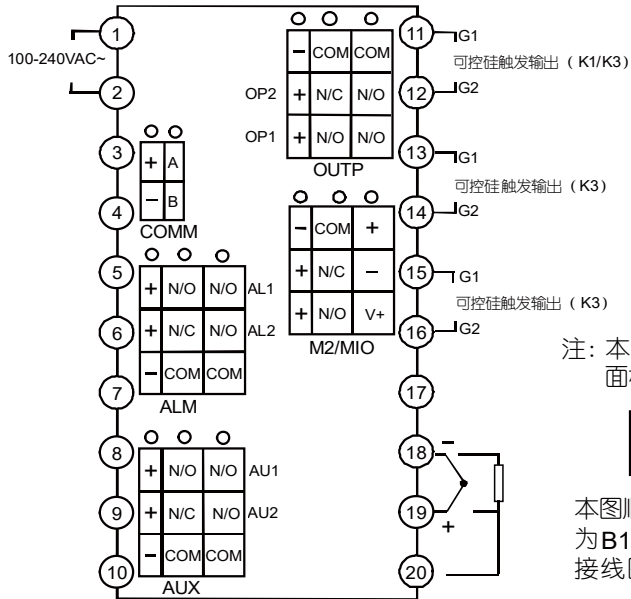 1
11
G1
100-240VAC~
可控硅触发输出（K1/K3）
2
12
G2
- COM COM
OP2 + N/C N/O
OP1 + N/O N/O
OUTP
3
13
G1
+ A
可控硅触发输出（K3）
- B
4
14
G2
COMM
- COM +
+ N/C -
+ N/O V+
M2/MIO
5
15
G1
+ N/O N/O AL1
可控硅触发输出（K3）
6
16
G2
+ N/C N/O AL2
- COM COM
7
17
ALM
注：本
面板
8
18
-
+ N/O N/O AU1
9
19
+
+ N/C N/O AU2
- COM COM
10
20
AUX
本图
为B1
接线